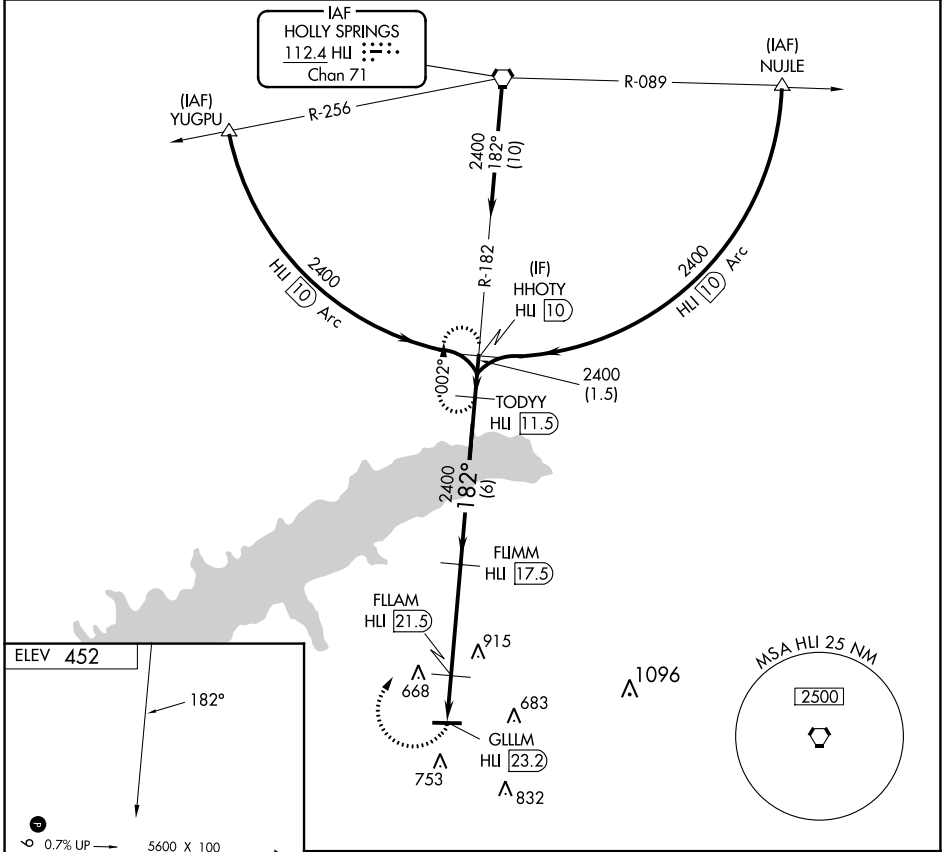 IAF
HOLLY SPRINGS
112.4 HLI
Chan 71
(IAF)
NUJLE
R-089
(IAF)
YUGPU
R-256
2400
182°
(10)
R-182
(IF)
HHOTY
HLI 10
2400
HLI 10 Arc
2400
HLI 10 Arc
002°
2400
(1.5)
TODYY
HLI 11.5
2400
182°
(6)
FLIMM
HLI 17.5
FLLAM
HLI 21.5
915
668
1096
683
GLLLM
HLI 23.2
753
832
MSA HLI 25 NM
2500
ELEV 452
182°
P
9
0.7% UP
5600 X 100